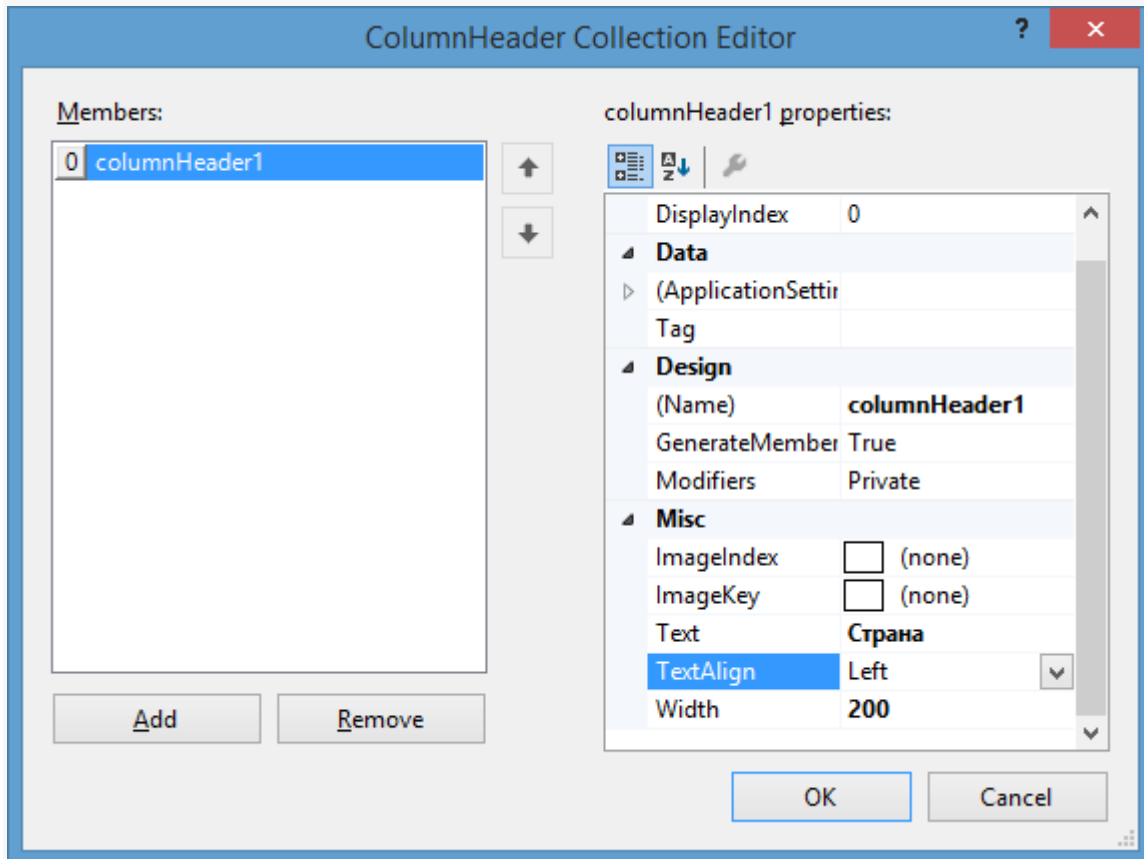 ColumnHeader Collection Editor
?
Members:
columnHeader1 properties:
0 columnHeader1
DisplayIndex 0
Data
(ApplicationSettir
Tag
Design
(Name) columnHeader1
GenerateMember True
Modifiers Private
Misc
ImageIndex (none)
ImageKey (none)
Text Страна
TextAlign Left
Width 200
Add Remove
OK Cancel